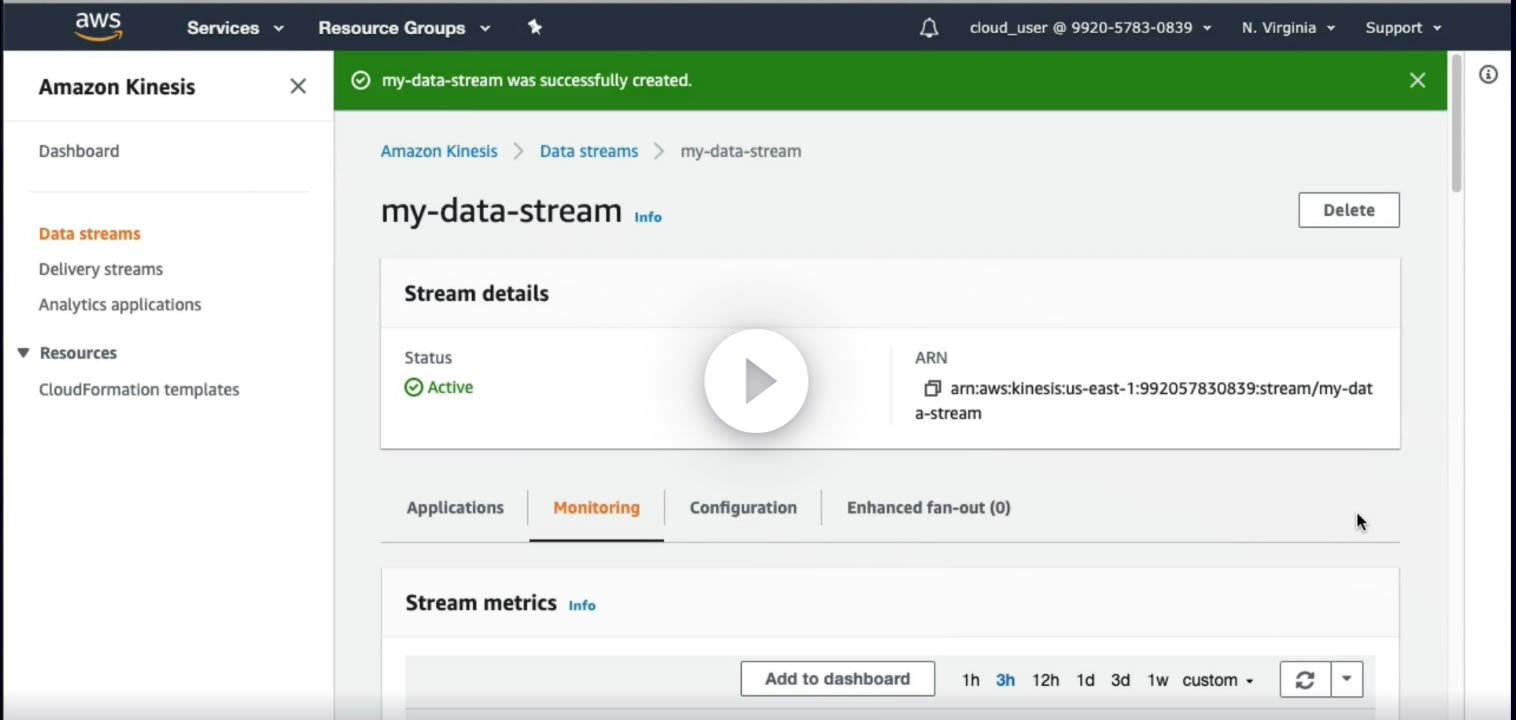 aws Services Resource Groups cloud_user @ 9920-5783-0839 N. Virginia Support
Amazon Kinesis
Dashboard
Data streams
Delivery streams
Analytics applications
Resources
CloudFormation templates
my-data-stream was successfully created.
Amazon Kinesis Data streams my-data-stream
my-data-stream Info
Delete
Stream details
Status
Active
ARN
arn:aws:kinesis:us-east-1:992057830839:stream/my-dat
a-stream
Applications Monitoring Configuration Enhanced fan-out (0)
Stream metrics Info
Add to dashboard 1h 3h 12h 1d 3d 1w custom